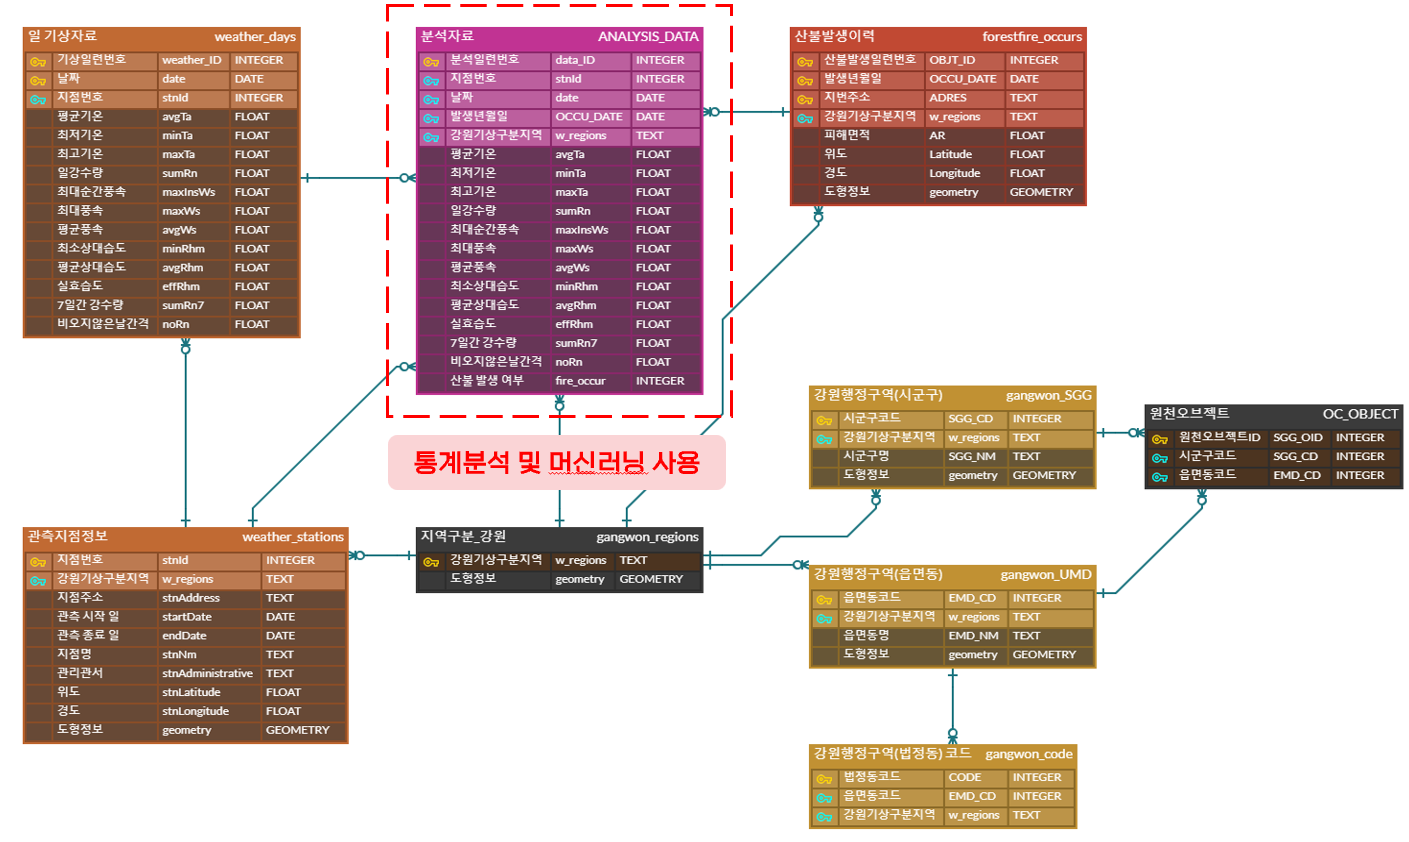 일 기상자료 weather_days
기상일련번호 weather_ID INTEGER
날짜 date DATE
지점번호 stnId INTEGER
평균기온 avgTa FLOAT
최저기온 minTa FLOAT
최고기온 maxTa FLOAT
일강수량 sumRn FLOAT
최대순간풍속 maxInsWs FLOAT
최대풍속 maxWs FLOAT
평균풍속 avgWs FLOAT
최소상대습도 minRhm FLOAT
평균상대습도 avgRhm FLOAT
실효습도 effRhm FLOAT
7일간 강수량 sumRn7 FLOAT
비오지않은날간격 noRn FLOAT
분석자료 ANALYSIS_DATA
분석일련번호 data_ID INTEGER
지점번호 stnId INTEGER
날짜 date DATE
발생년월일 OCCU_DATE DATE
강원기상구분지역 w_regions TEXT
평균기온 avgTa FLOAT
최저기온 minTa FLOAT
최고기온 maxTa FLOAT
일강수량 sumRn FLOAT
최대순간풍속 maxInsWs FLOAT
최대풍속 maxWs FLOAT
평균풍속 avgWs FLOAT
최소상대습도 minRhm FLOAT
평균상대습도 avgRhm FLOAT
실효습도 effRhm FLOAT
7일간 강수량 sumRn7 FLOAT
비오지않은날간격 noRn FLOAT
산불 발생 여부 fire_occur INTEGER
산불발생이력 forestfire_occurs
산불발생일련번호 OBJT_ID INTEGER
발생년월일 OCCU_DATE DATE
지번주소 ADRES TEXT
강원기상구분지역 w_regions TEXT
피해면적 AR FLOAT
위도 Latitude FLOAT
경도 Longitude FLOAT
도형정보 geometry GEOMETRY
통계분석 및 머신러닝 사용
강원행정구역(시군구) gangwon_SGG
시군구코드 SGG_CD INTEGER
강원기상구분지역 w_regions TEXT
시군구명 SGG_NM TEXT
도형정보 geometry GEOMETRY
원천오브젝트 OC_OBJECT
원천오브젝트ID SGG_OID INTEGER
시군구코드 SGG_CD INTEGER
읍면동코드 EMD_CD INTEGER
관측지점정보 weather_stations
지점번호 stnId INTEGER
강원기상구분지역 w_regions TEXT
지점주소 stnAddress TEXT
관측 시작 일 startDate DATE
관측 종료 일 endDate DATE
지점명 stnNm TEXT
관리관서 stnAdministrative TEXT
위도 stnLatitude FLOAT
경도 stnLongitude FLOAT
도형정보 geometry GEOMETRY
지역구분_강원 gangwon_regions
강원기상구분지역 w_regions TEXT
도형정보 geometry GEOMETRY
강원행정구역(읍면동) gangwon_UMD
읍면동코드 EMD_CD INTEGER
강원기상구분지역 w_regions TEXT
읍면동명 EMD_NM TEXT
도형정보 geometry GEOMETRY
강원행정구역(법정동) 코드 gangwon_code
법정동코드 CODE INTEGER
읍면동코드 EMD_CD INTEGER
강원기상구분지역 w_regions TEXT